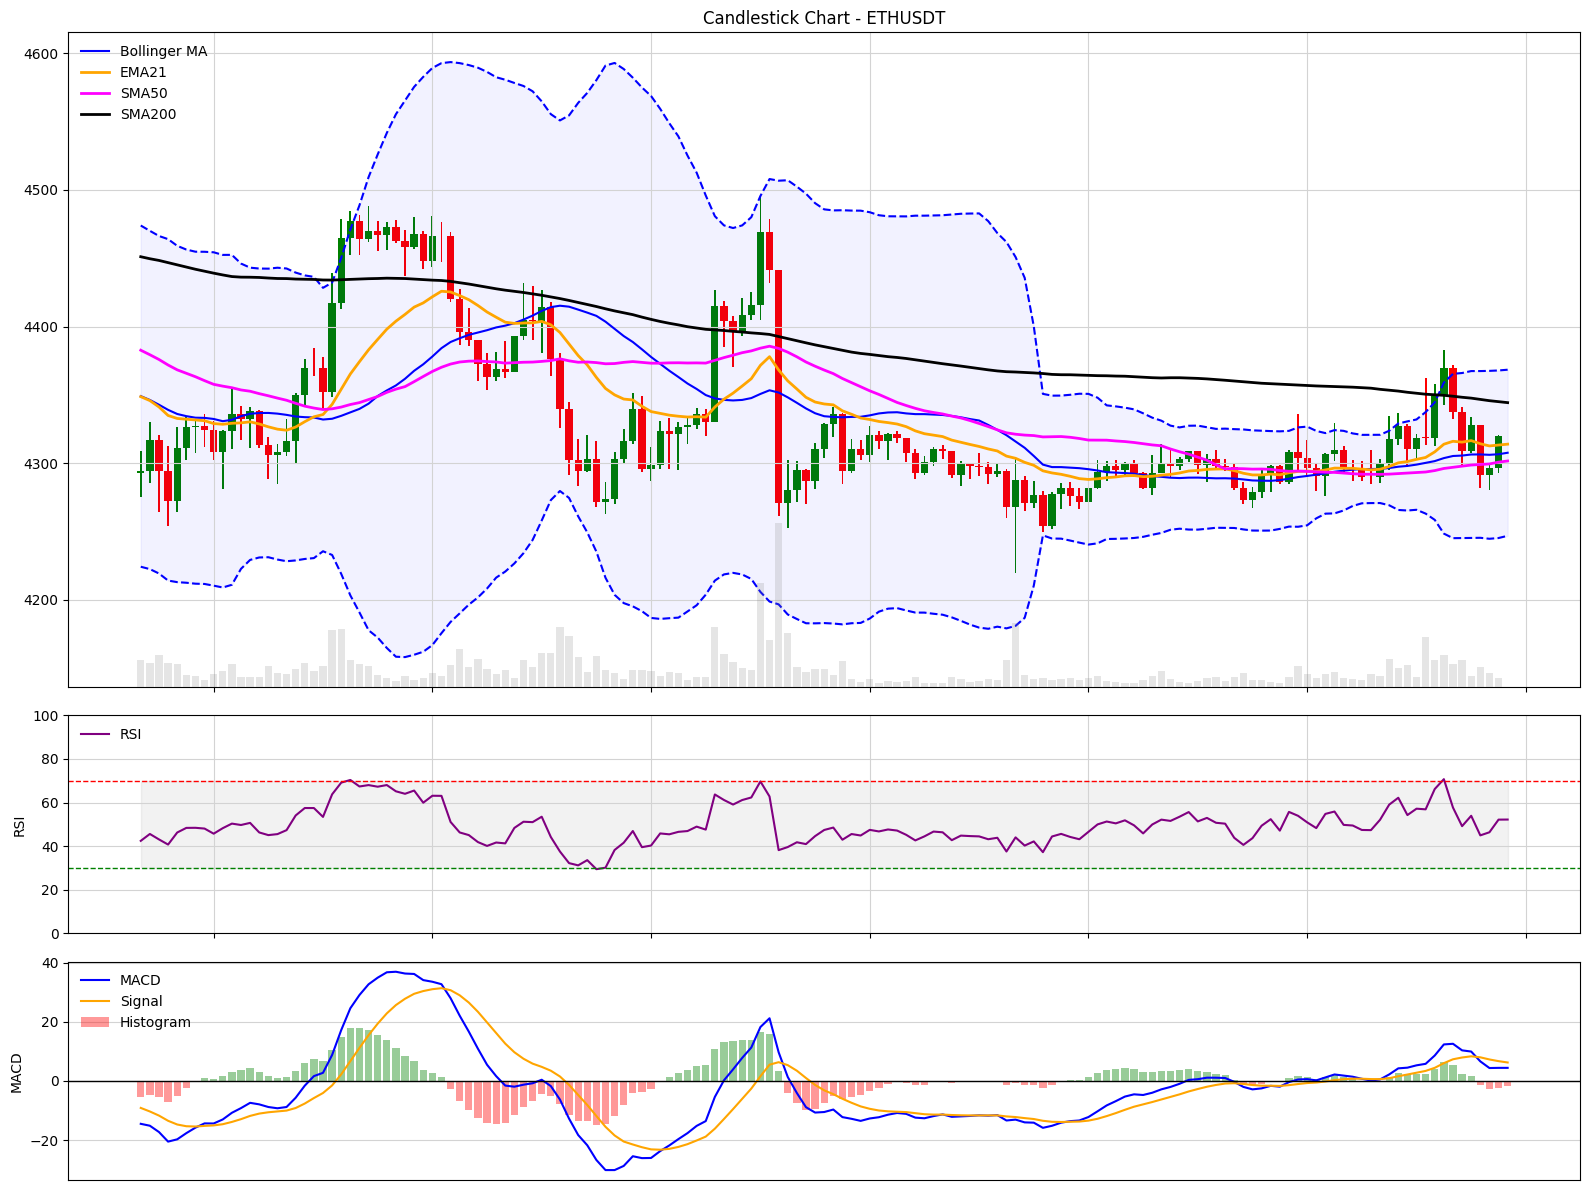 Candlestick Chart - ETHUSDT
4600
4500
4400
4300
4200
Bollinger MA
EMA21
SMA50
SMA200
100
80
60
40
20
0
RSI
RSI
40
20
0
−20
MACD
MACD
Signal
Histogram